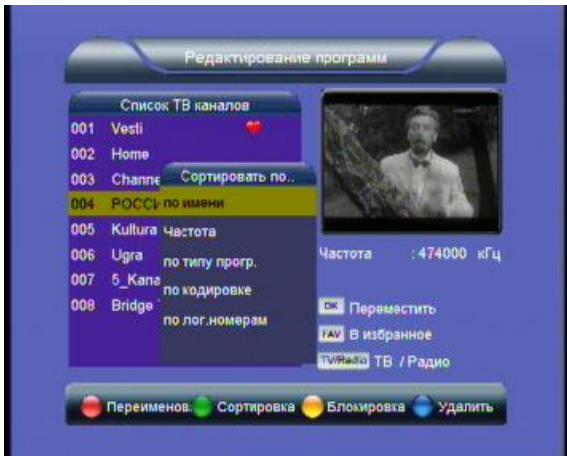 Редактирование программ
Список ТВ каналов
001 Vesti
002 Home
003 Channe
004 РОССИ
005 Kultura
006 Ugra
007 5_Kana
008 Bridge T
Сортировать по..
по имени
Частота
по типу прогр.
по кодировке
по лог.номерам
Частота :474000 кГц
OK Переместить
FAV В избранное
TV/Radio ТВ / Радио
Переименов. Сортировка Блокировка Удалить